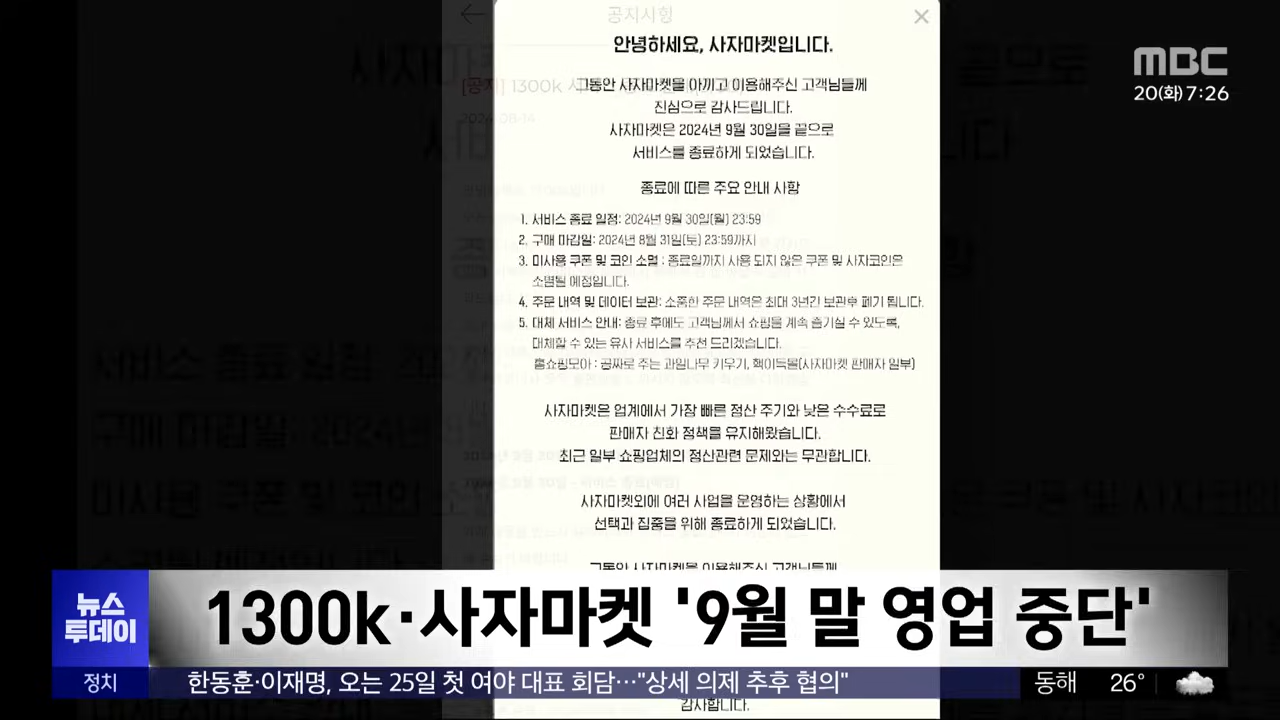 공지사항
안녕하세요, 사자마켓입니다.
MBC
20(화) 7:26
[공지] 1300k
그동안 사자마켓을 아끼고 이용해주신 고객님들께
진심으로 감사드립니다.
사자마켓은 2024년 9월 30일을 끝으로
서비스를 종료하게 되었습니다.
종료에 따른 주요 안내 사항
1. 서비스 종료 일정: 2024년 9월 30일(월) 23:59
2. 구매 마감일: 2024년 8월 31일(토) 23:59까지
3. 미사용 쿠폰 및 코인 소멸 : 종료일까지 사용 되지 않은 쿠폰 및 사자코인은
소멸될 예정입니다.
4. 주문 내역 및 데이터 보관: 소중한 주문 내역은 최대 3년간 보관후 폐기 됩니다.
5. 대체 서비스 안내: 종료 후에도 고객님께서 쇼핑을 계속 즐기실 수 있도록,
대체할 수 있는 유사 서비스를 추천 드리겠습니다.
홈쇼핑모아 : 공짜로 주는 과일나무 키우기, 핵이득몰(사자마켓 판매자 일부)
사자마켓은 업계에서 가장 빠른 정산 주기와 낮은 수수료로
판매자 친화 정책을 유지해왔습니다.
최근 일부 쇼핑업체의 정산관련 문제와는 무관합니다.
사자마켓외에 여러 사업을 운영하는 상황에서
선택과 집중을 위해 종료하게 되었습니다.
그동안 사자마켓을 이용해주신 고객님들께
뉴스
투데이
1300k·사자마켓 '9월 말 영업 중단'
정치
한동훈·이재명, 오는 25일 첫 여야 대표 회담…"상세 의제 추후 협의"
동해 26°
감사합니다.